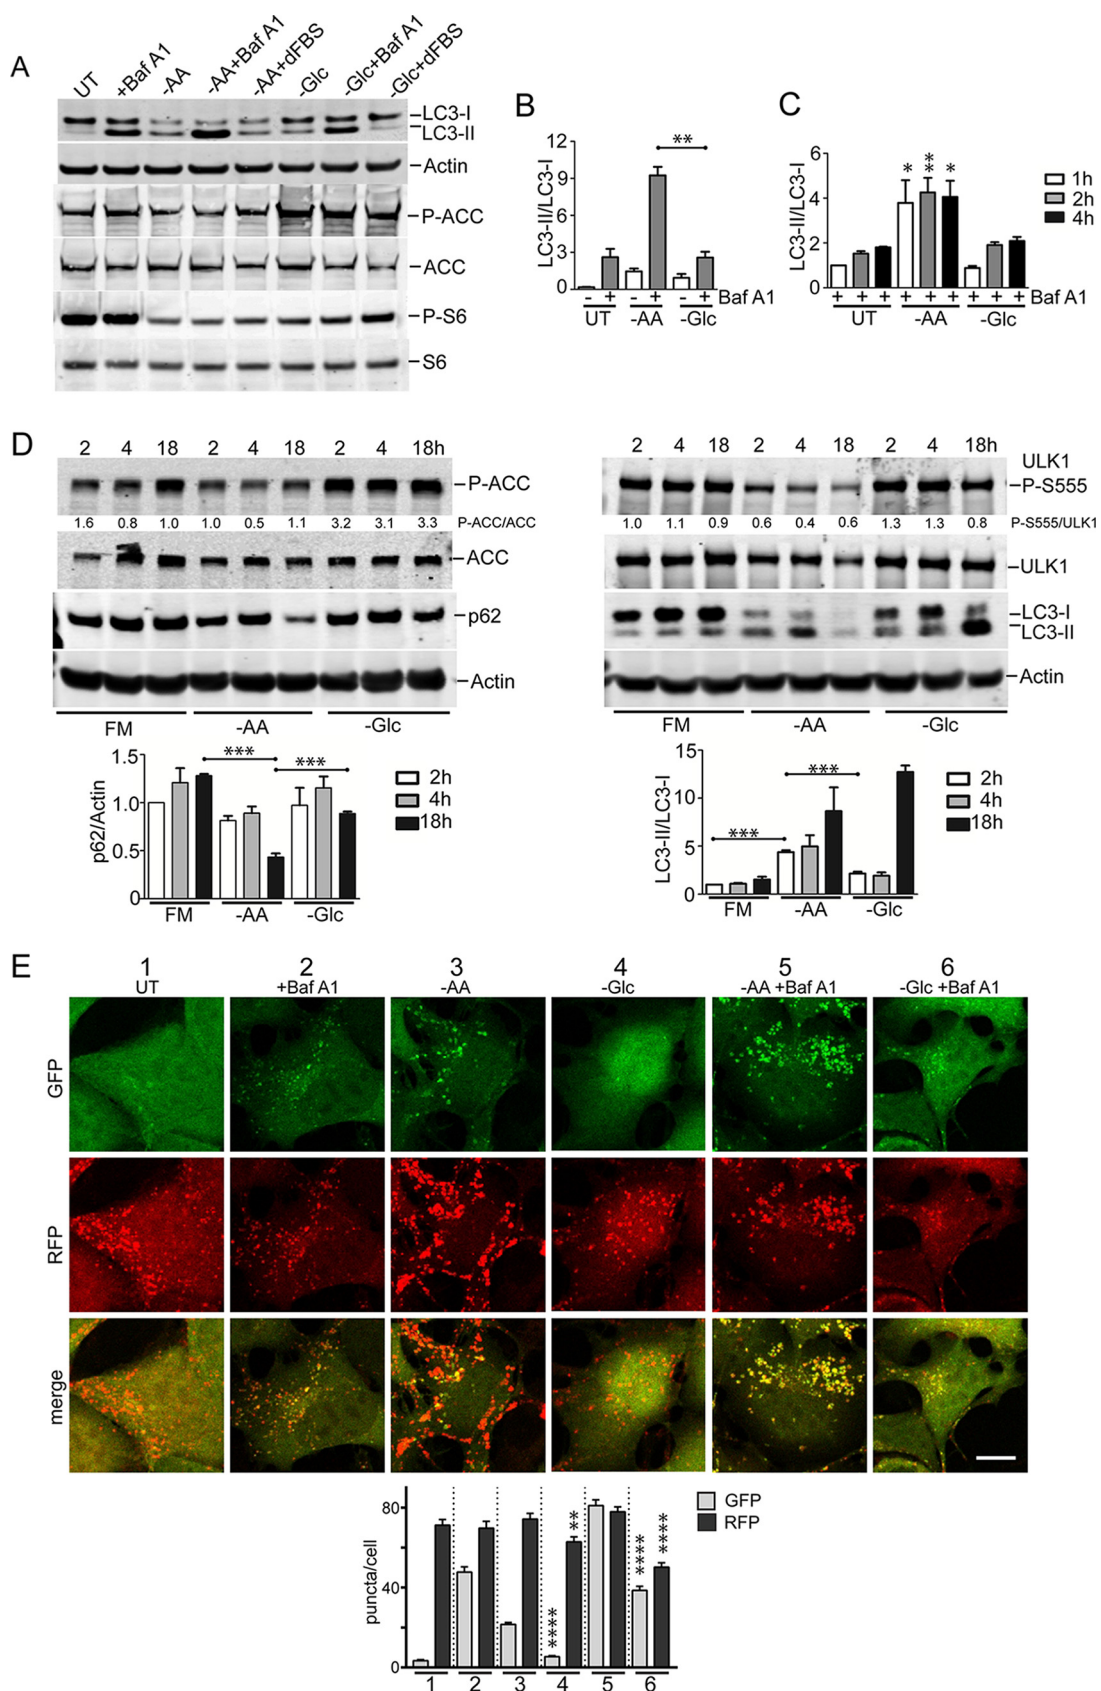 A
UT
+Baf A1
-AA
-AA+Baf A1
-AA+dFBS
-Glc
-Glc+Baf A1
-Glc+dFBS
LC3-I
LC3-II
Actin
P-ACC
ACC
P-S6
S6
B
12
9
6
3
0
LC3-II/LC3-I
**
- + - + - + Baf A1
UT -AA -Glc
C
6
4
2
0
LC3-II/LC3-I
* ** *
1h
2h
4h
+ + + + + + + + + Baf A1
UT -AA -Glc
D
2 4 18 2 4 18 2 4 18h
P-ACC
1.6 0.8 1.0 1.0 0.5 1.1 3.2 3.1 3.3 P-ACC/ACC
ACC
p62
Actin
FM -AA -Glc
1.5
1.0
0.5
0
p62/Actin
*** ***
2h
4h
18h
FM -AA -Glc
2 4 18 2 4 18 2 4 18h
ULK1
P-S555
1.0 1.1 0.9 0.6 0.4 0.6 1.3 1.3 0.8 P-S555/ULK1
ULK1
LC3-I
LC3-II
Actin
FM -AA -Glc
15
10
5
0
LC3-II/LC3-I
***
***
2h
4h
18h
FM -AA -Glc
E
1 2 3 4 5 6
UT +Baf A1 -AA -Glc -AA +Baf A1 -Glc +Baf A1
GFP
RFP
merge
80
40
0
puncta/cell
****
**
****
****
GFP
RFP
1 2 3 4 5 6